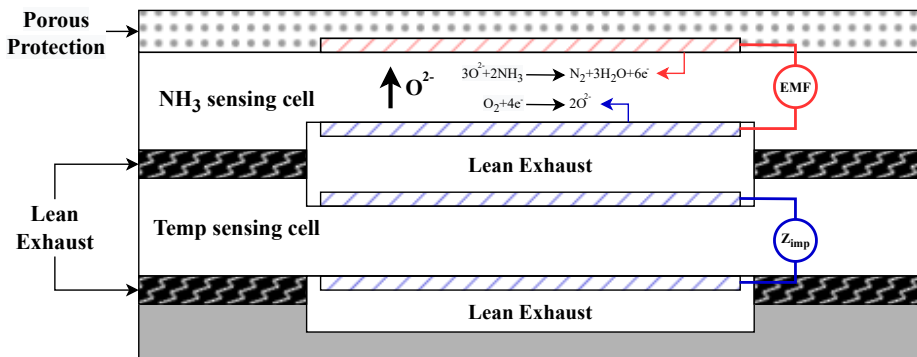 Porous
Protection
3O²⁻+2NH₃ → N₂+3H₂O+6e⁻
O²⁻
NH₃ sensing cell
EMF
O₂+4e⁻ → 2O²⁻
Lean Exhaust
Lean
Exhaust
Temp sensing cell
Z_imp
Lean Exhaust